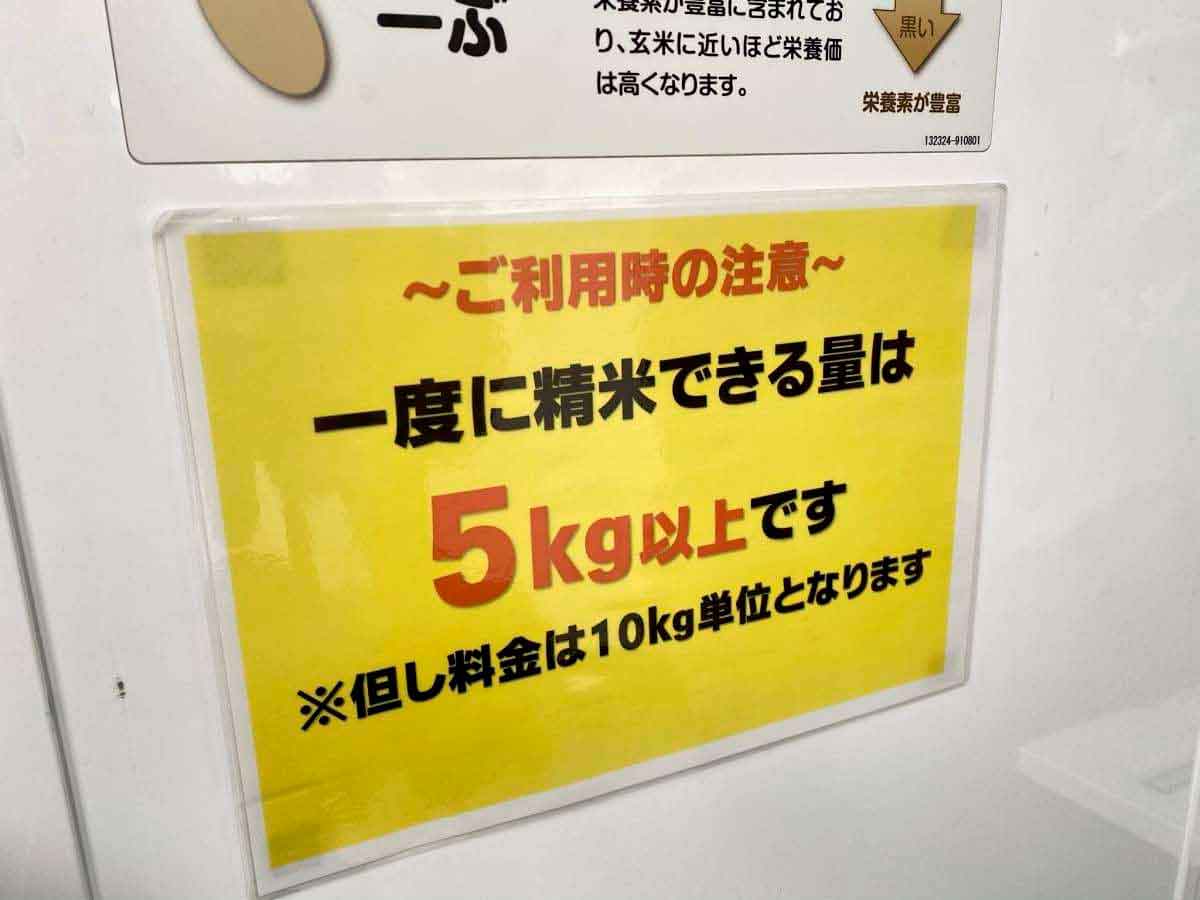 一ぶ
栄養素が豊富に含まれてお
り、玄米に近いほど栄養価
は高くなります。
黒い
栄養素が豊富
132324-910801
～ご利用時の注意～
一度に精米できる量は
5kg以上です
※但し料金は10kg単位となります